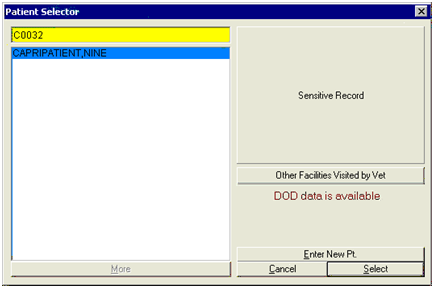 Patient Selector
C0032
CAPRIPATIENT,NINE
Sensitive Record
Other Facilities Visited by Vet
DOD data is available
Enter New Pt.
More
Cancel
Select